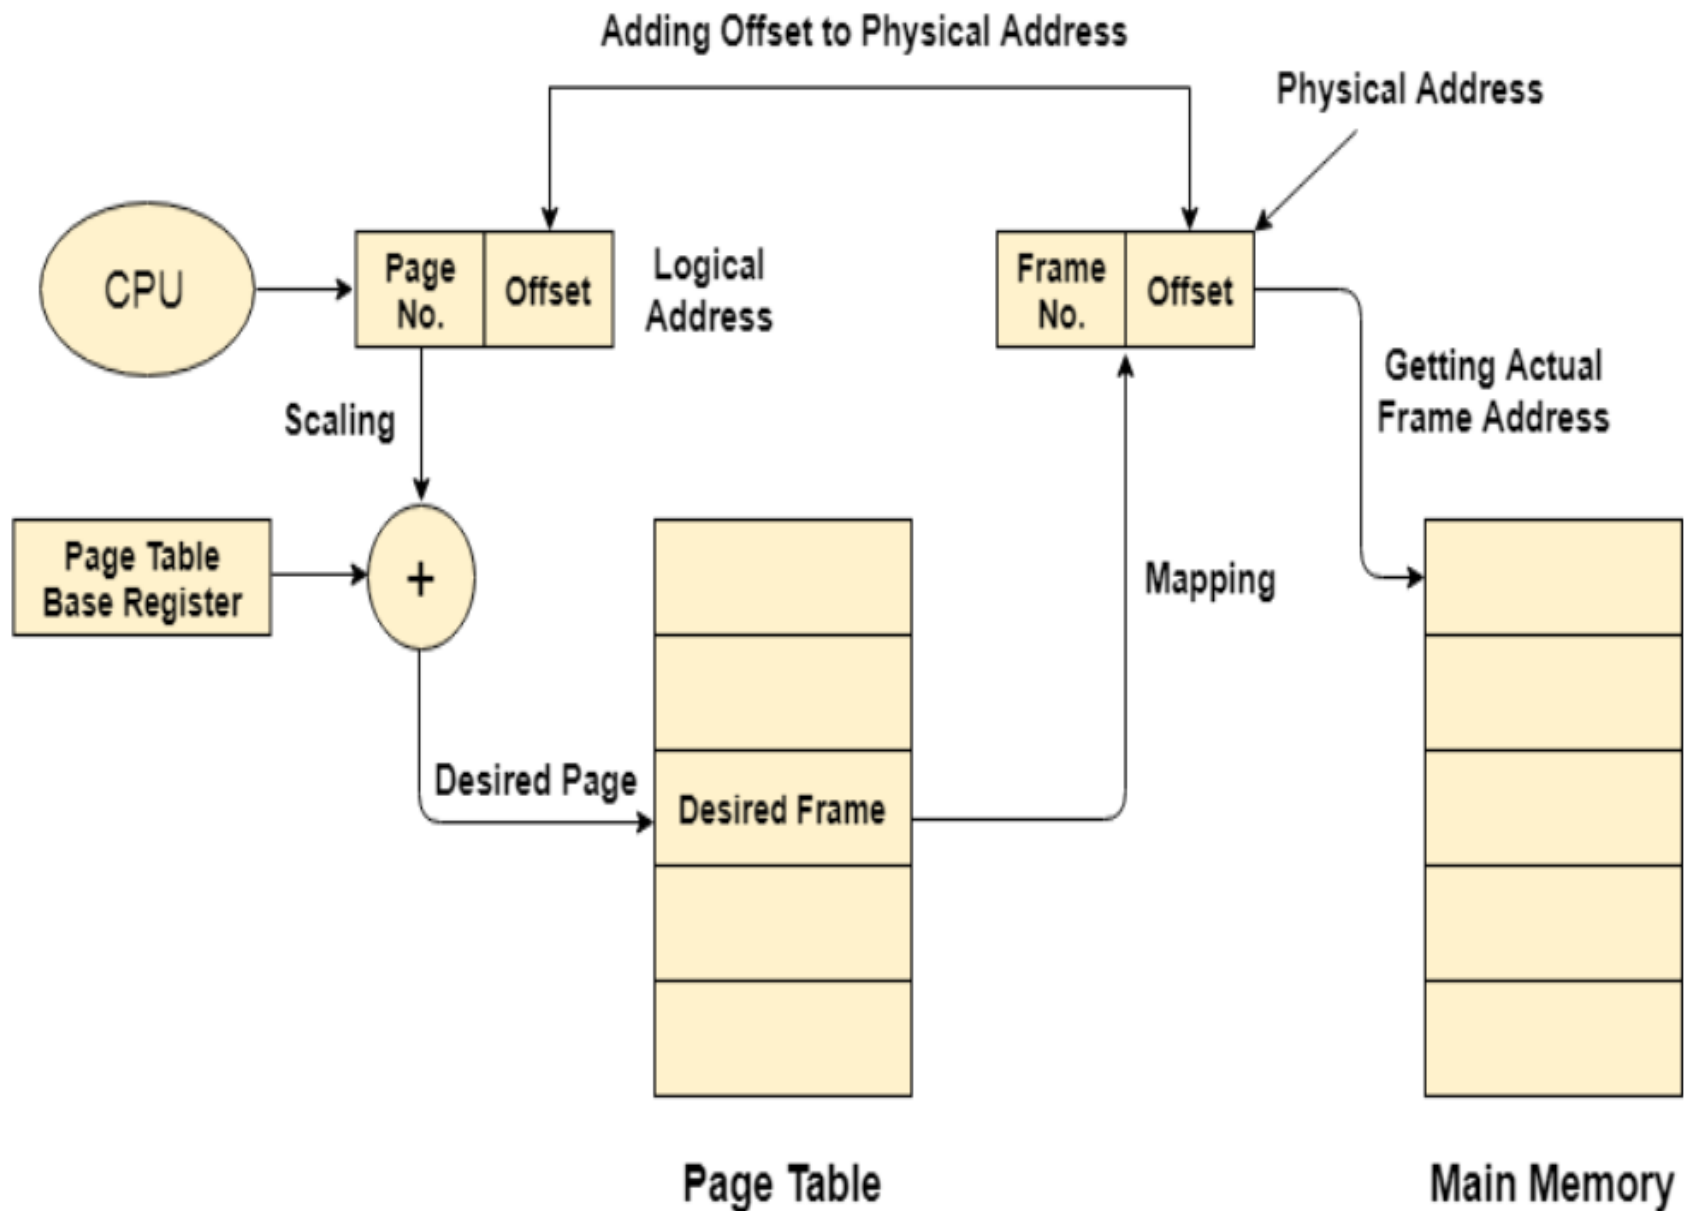 Adding Offset to Physical Address
Physical Address
CPU
Page
No.
Offset
Logical
Address
Frame
No.
Offset
Getting Actual
Frame Address
Scaling
Page Table
Base Register
+
Mapping
Desired Page
Desired Frame
Page Table
Main Memory